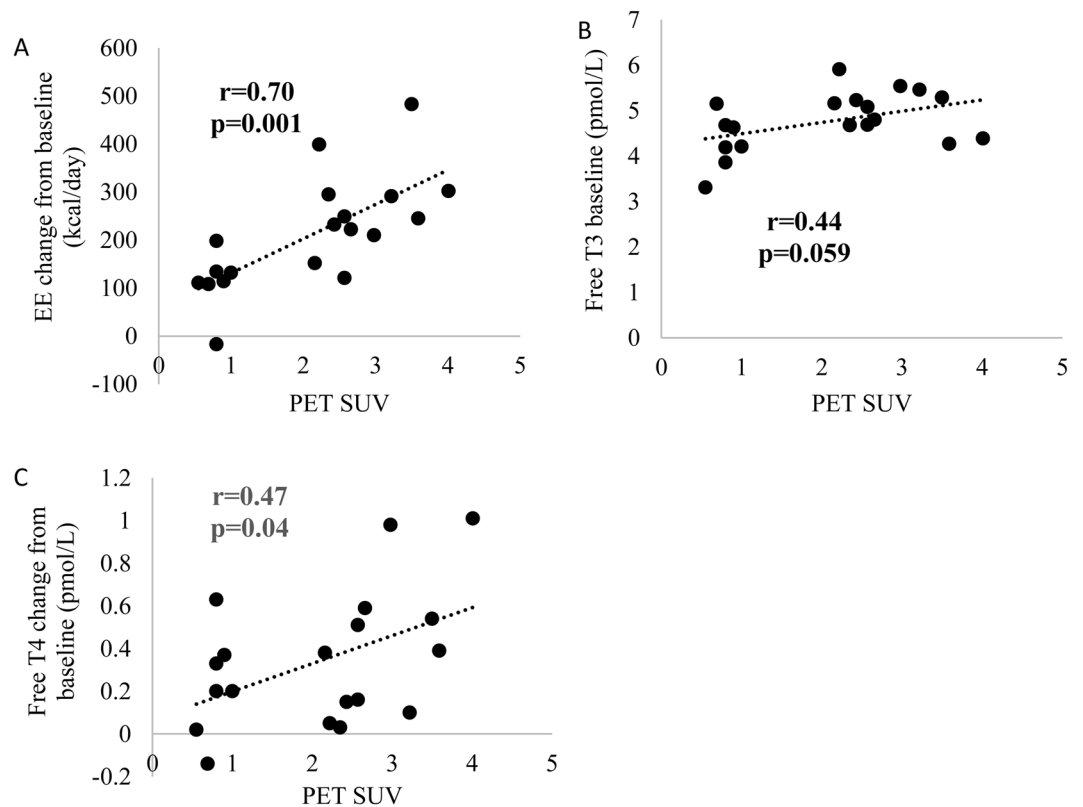 A
EE change from baseline
(kcal/day)
600
500
400
300
200
100
0
-100
r=0.70
p=0.001
0 1 2 3 4 5
PET SUV
B
Free T3 baseline (pmol/L)
7
6
5
4
3
2
1
0
r=0.44
p=0.059
0 1 2 3 4 5
PET SUV
C
Free T4 change from
baseline (pmol/L)
1.2
1
0.8
0.6
0.4
0.2
0
-0.2
r=0.47
p=0.04
0 1 2 3 4 5
PET SUV